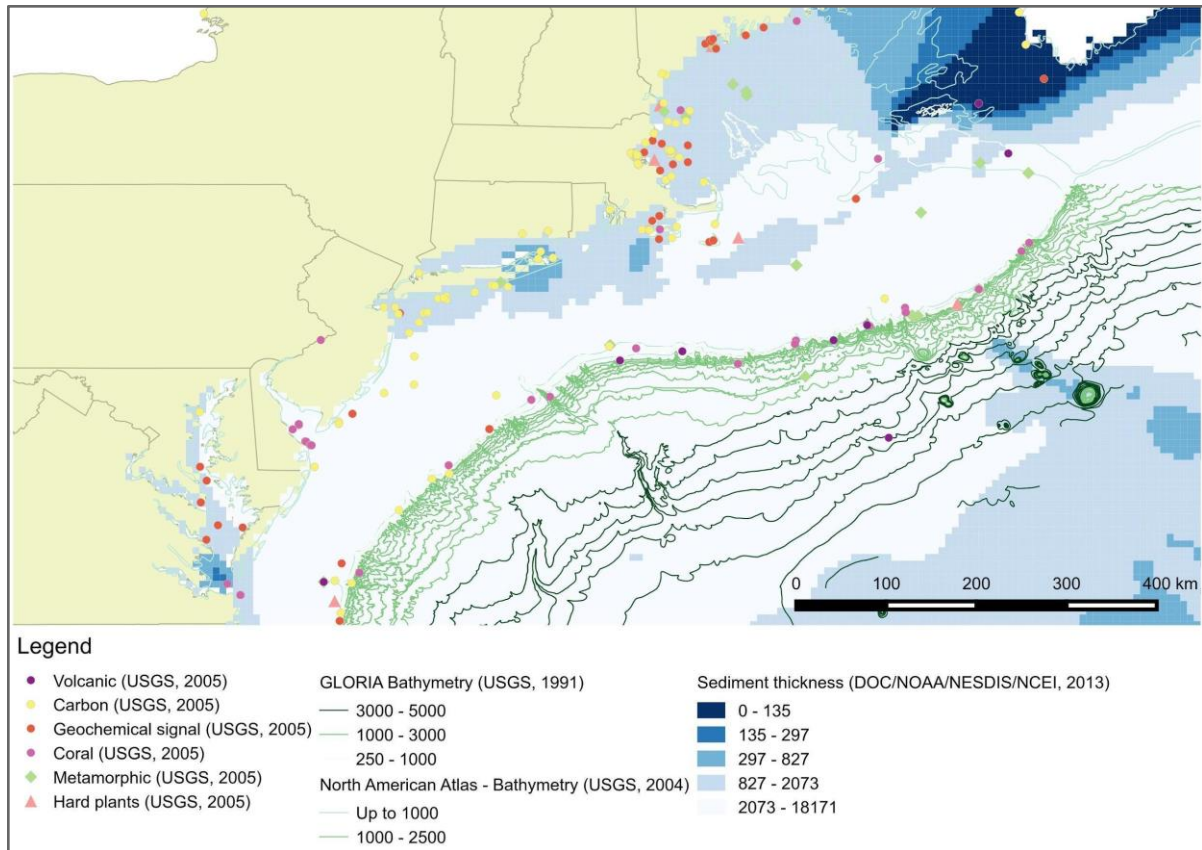 0 100 200 300 400 km
Legend
Volcanic (USGS, 2005)
Carbon (USGS, 2005)
Geochemical signal (USGS, 2005)
Coral (USGS, 2005)
Metamorphic (USGS, 2005)
Hard plants (USGS, 2005)
GLORIA Bathymetry (USGS, 1991)
3000 - 5000
1000 - 3000
250 - 1000
North American Atlas - Bathymetry (USGS, 2004)
Up to 1000
1000 - 2500
Sediment thickness (DOC/NOAA/NESDIS/NCEI, 2013)
0 - 135
135 - 297
297 - 827
827 - 2073
2073 - 18171